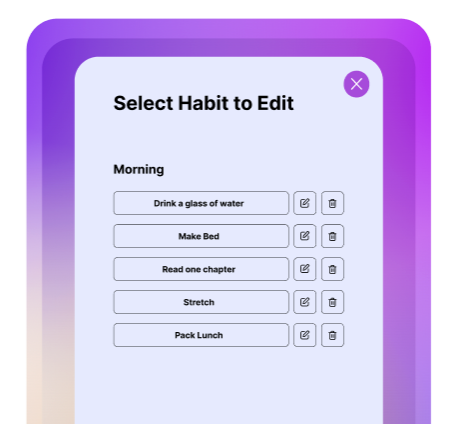 Select Habit to Edit
Morning
Drink a glass of water
Make Bed
Read one chapter
Stretch
Pack Lunch